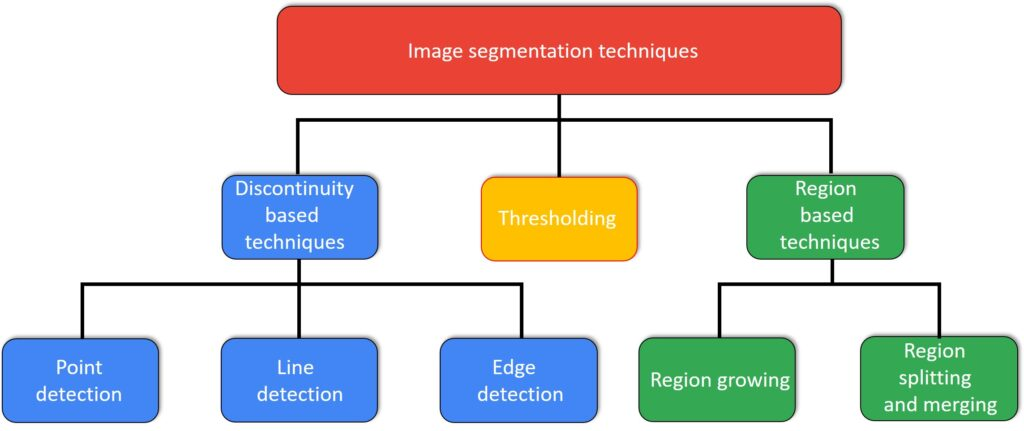 Image segmentation techniques
Discontinuity
based
techniques
Thresholding
Region
based
techniques
Point
detection
Line
detection
Edge
detection
Region growing
Region
splitting
and merging